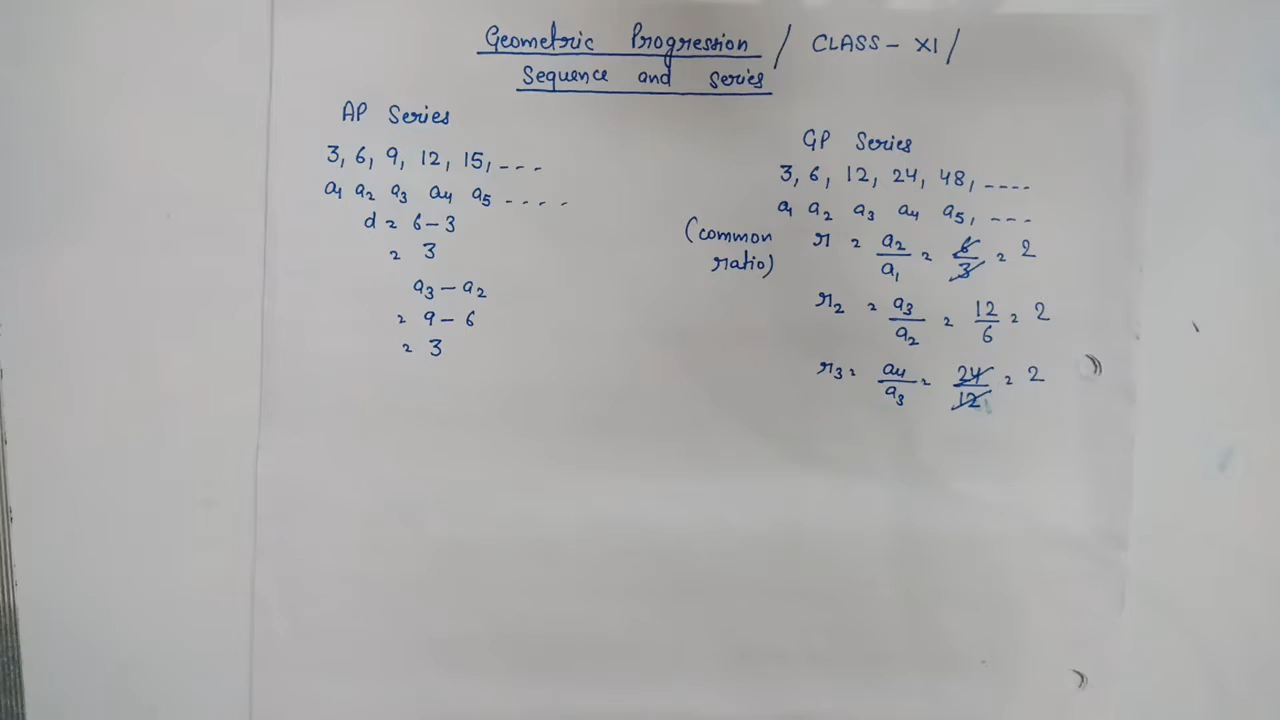 Geometric Progression / CLASS - XI /
Sequence and series
AP Series
3, 6, 9, 12, 15, ---
a1 a2 a3 a4 a5 ....
d = 6-3
= 3
a3 - a2
= 9 - 6
= 3
GP Series
3, 6, 12, 24, 48, ----
a1 a2 a3 a4 a5, ---
(common ratio) r = a2/a1 = 6/3 = 2
r2 = a3/a2 = 12/6 = 2
r3 = a4/a3 = 24/12 = 2